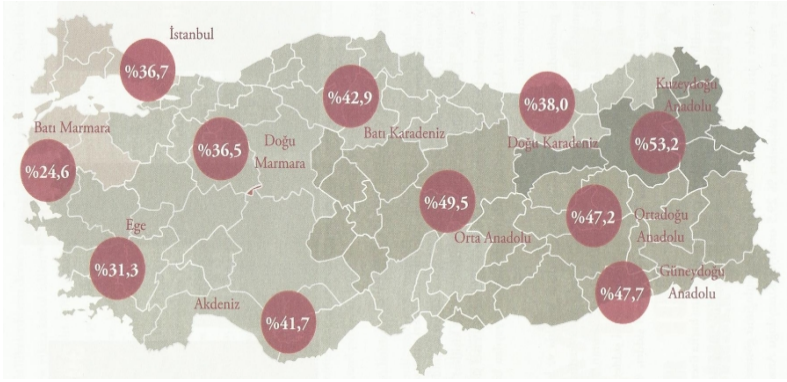 İstanbul
%36,7
Batı Marmara
%24,6
Doğu
Marmara
%36,5
%42,9
Batı Karadeniz
%38,0
Doğu Karadeniz
Kuzeydoğu
Anadolu
%53,2
Ege
%31,3
%49,5
Orta Anadolu
%47,2
Ortadoğu
Anadolu
Akdeniz
%41,7
%47,7
Güneydoğu
Anadolu